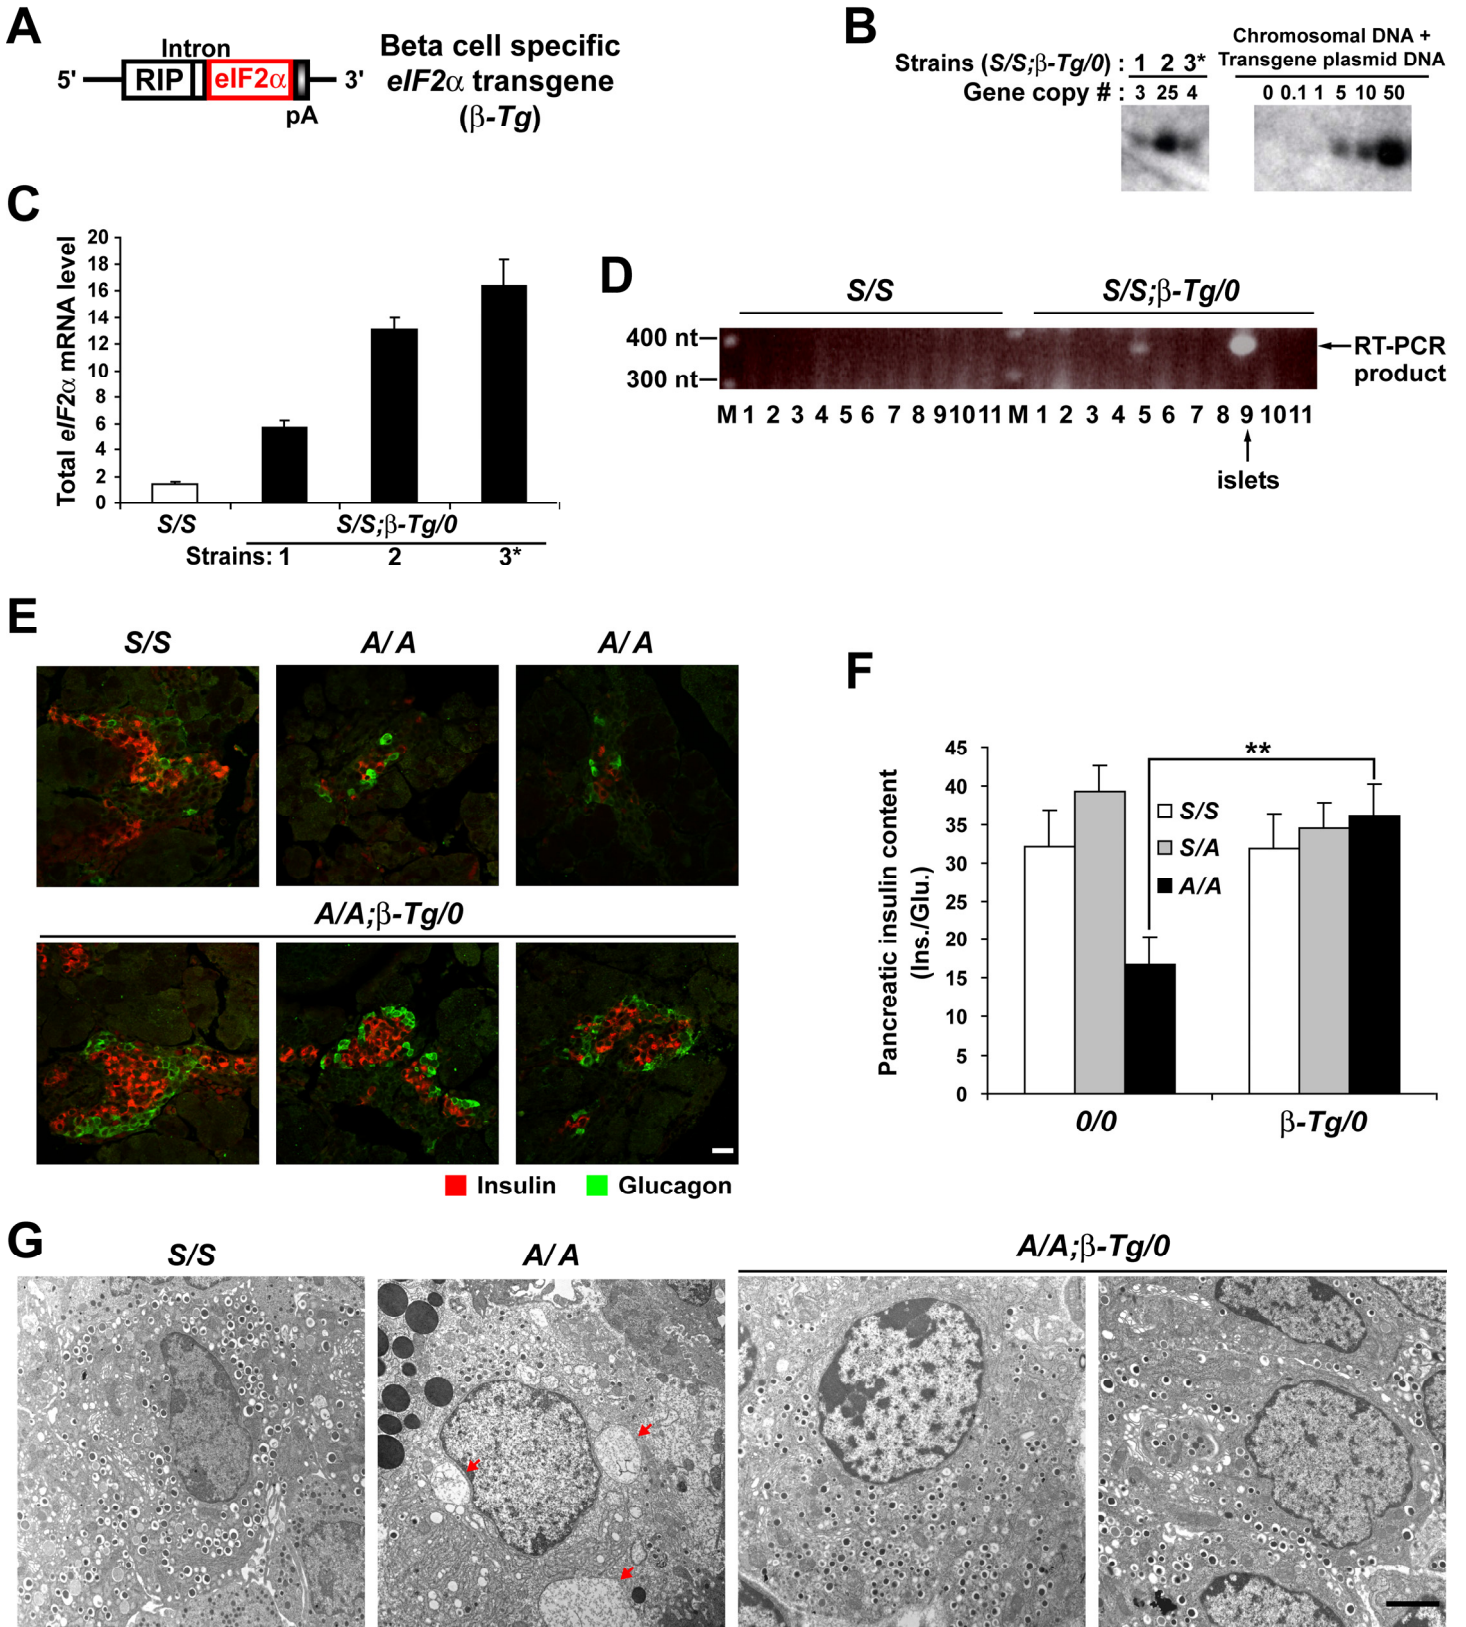 A
Intron
5' RIP eIF2α 3'
pA
Beta cell specific
eIF2α transgene
(β-Tg)
B
Strains (S/S;β-Tg/0) : 1 2 3*
Gene copy # : 3 25 4
Chromosomal DNA +
Transgene plasmid DNA
0 0.1 1 5 10 50
C
Total eIF2α mRNA level
20
18
16
14
12
10
8
6
4
2
0
S/S S/S;β-Tg/0
Strains: 1 2 3*
D
S/S S/S;β-Tg/0
400 nt
300 nt
RT-PCR
product
M 1 2 3 4 5 6 7 8 9 10 11 M 1 2 3 4 5 6 7 8 9 10 11
islets
E
S/S A/A A/A
A/A;β-Tg/0
Insulin Glucagon
F
Pancreatic insulin content
(Ins./Glu.)
45
40
35
30
25
20
15
10
5
0
**
S/S
S/A
A/A
0/0 β-Tg/0
G
S/S A/A A/A;β-Tg/0